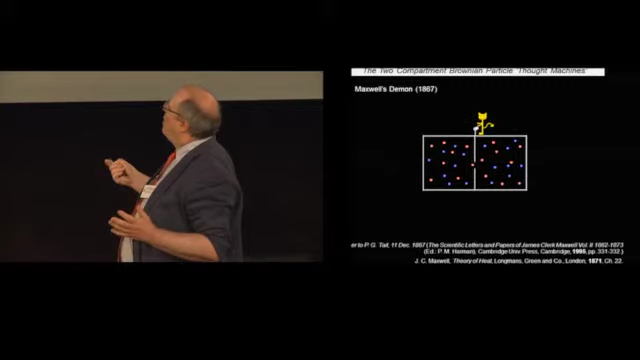 The Two Compartment Brownian Particle 'Thought Machines'
Maxwell's Demon (1867)
er to P. G. Tait, 11 Dec. 1867 (The Scientific Letters and Papers of James Clerk Maxwell Vol. II 1862-1873
(Ed.: P. M. Harman), Cambridge Univ. Press, Cambridge, 1995, pp.331-332.)
J. C. Maxwell, Theory of Heat, Longmans, Green and Co., London, 1871, Ch. 22.